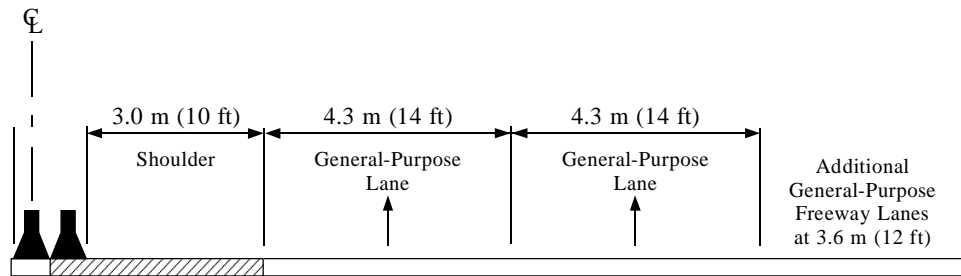 ℄
3.0 m (10 ft)
4.3 m (14 ft)
4.3 m (14 ft)
Shoulder
General-Purpose
Lane
General-Purpose
Lane
Additional
General-Purpose
Freeway Lanes
at 3.6 m (12 ft)